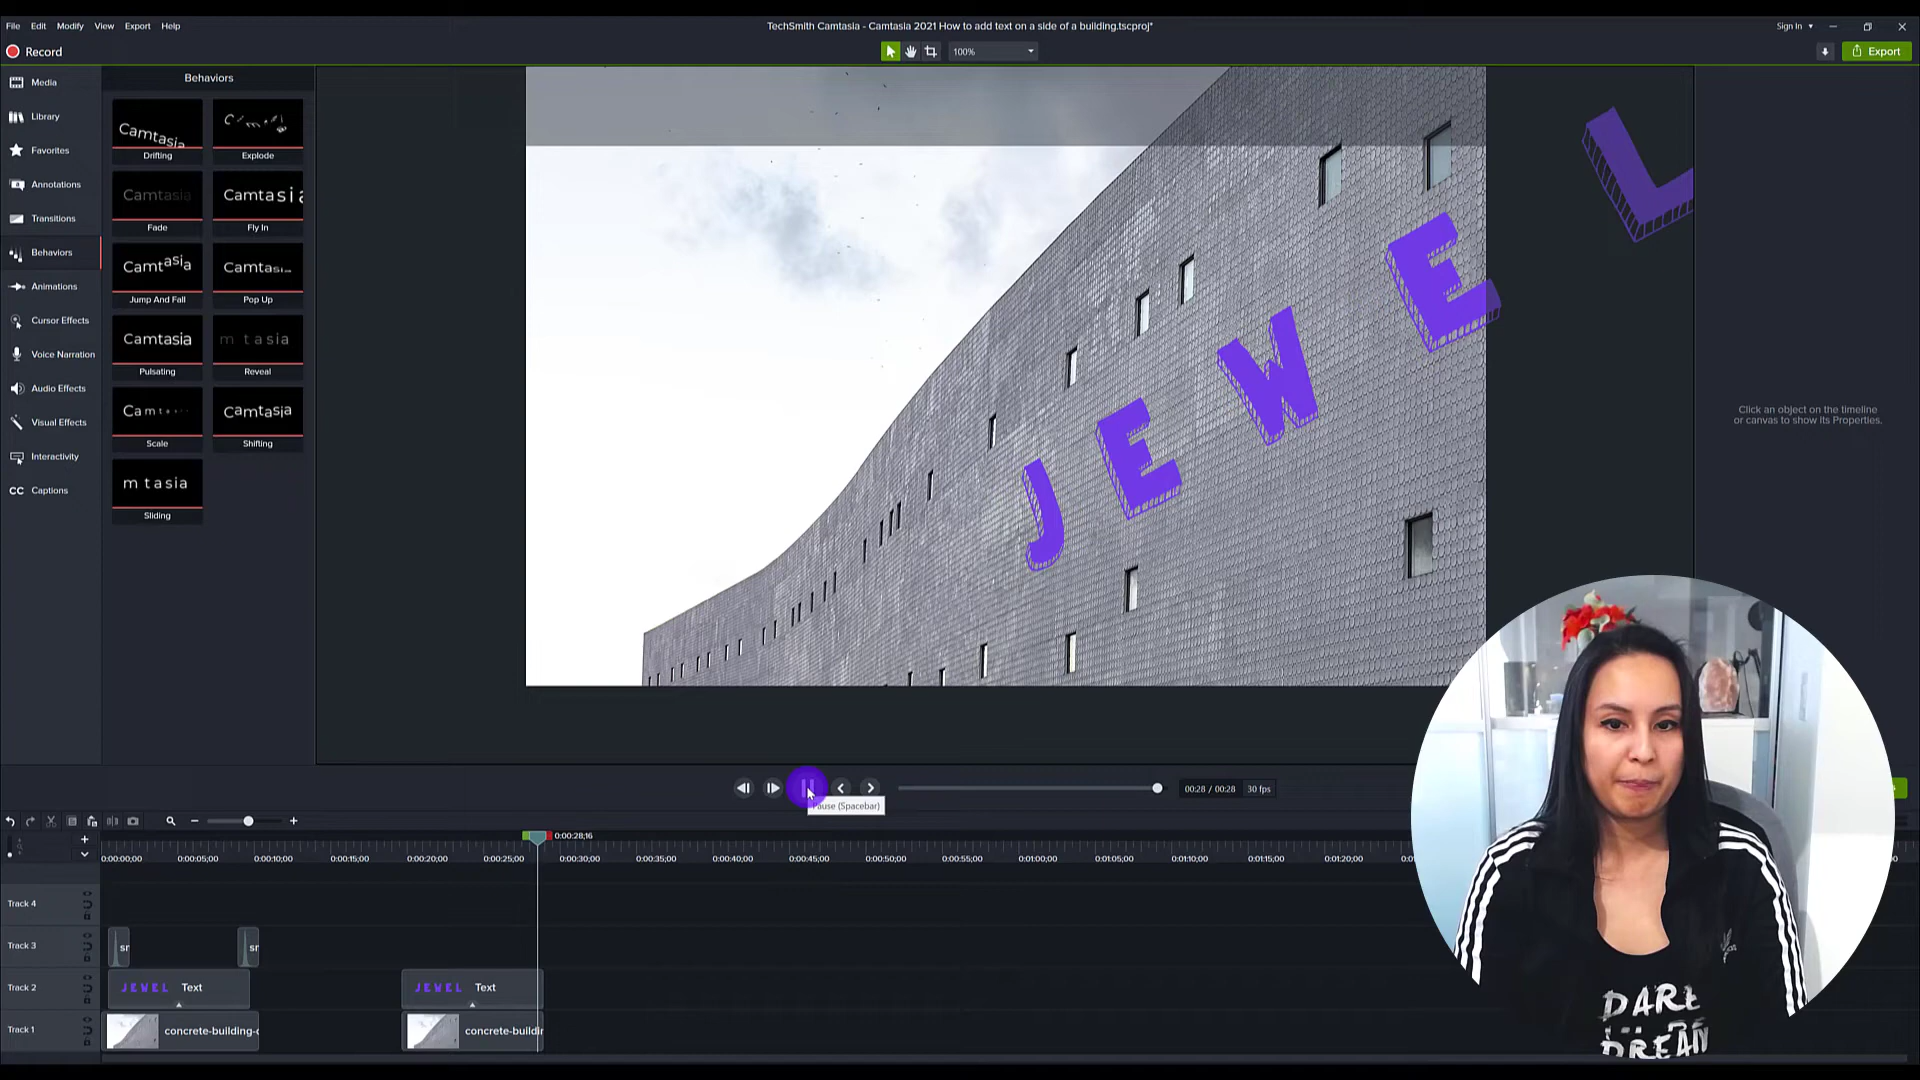 File Edit Modify View Export Help
TechSmith Camtasia - Camtasia 2021 How to add text on a side of a building.tscproj*
Sign In
Record
100%
Export
Media
Library
Favorites
Annotations
Transitions
Behaviors
Animations
Cursor Effects
Voice Narration
Audio Effects
Visual Effects
Interactivity
CC Captions
Behaviors
Camtasia
Drifting
Explode
Camtasia
Fade
Camtasia
Fly In
Camtasia
Jump And Fall
Camtasi
Pop Up
Camtasia
Pulsating
m tasia
Reveal
Camt
Scale
Camtasia
Shifting
m tasia
Sliding
JEWEL
Click an object on the timeline
or canvas to show its Properties.
00:28 / 00:28 30 fps
Pause (Spacebar)
0:00:28;16
0:00:00;00 0:00:05;00 0:00:10;00 0:00:15;00 0:00:20;00 0:00:25;00 0:00:30;00 0:00:35;00 0:00:40;00 0:00:45;00 0:00:50;00 0:00:55;00 0:01:00;00 0:01:05;00 0:01:10;00 0:01:15;00 0:01:20;00
Track 4
Track 3
sr sr
Track 2
JEWEL Text
JEWEL Text
Track 1
concrete-building-c
concrete-buildir
DARE
DREAM